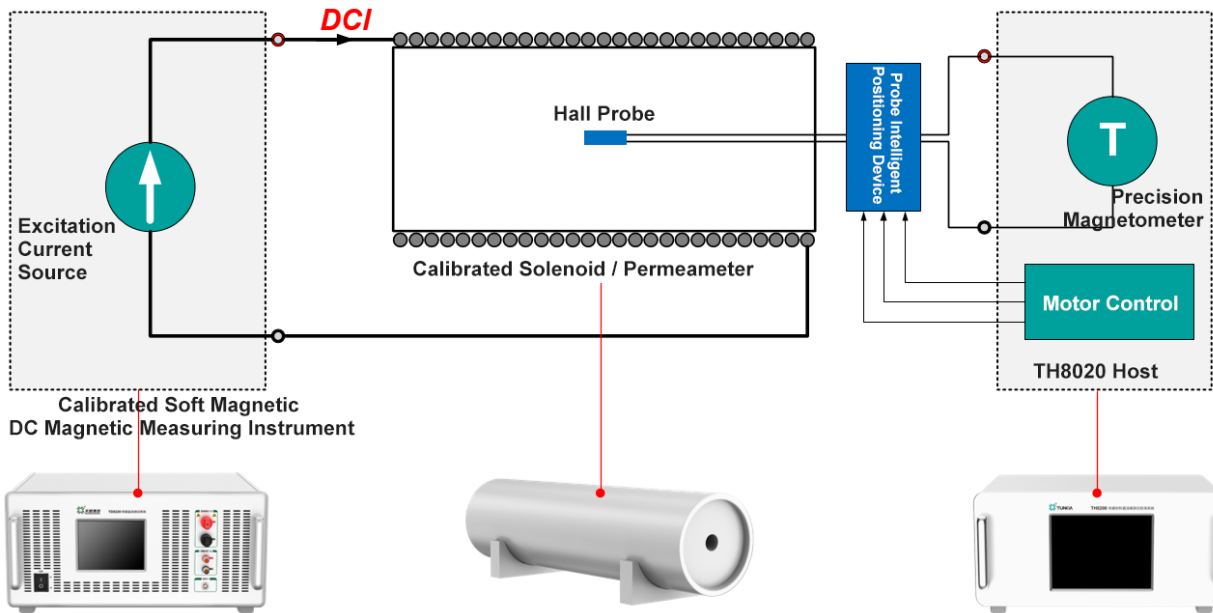 DCI
Hall Probe
Probe Intelligent
Positioning Device
T
Excitation
Current
Source
Precision
Magnetometer
Calibrated Solenoid / Permeameter
Motor Control
TH8020 Host
Calibrated Soft Magnetic
DC Magnetic Measuring Instrument
TUNKIA